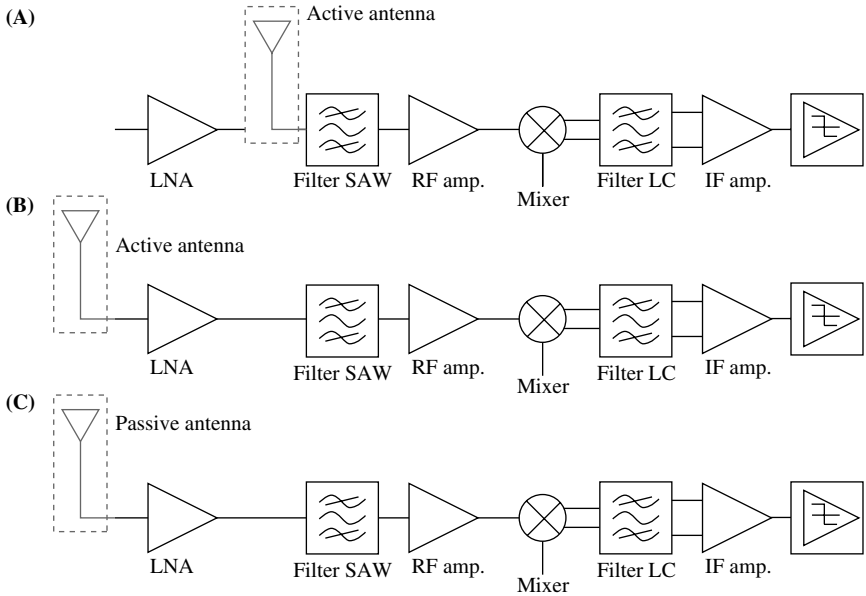 (A)
Active antenna
LNA
Filter SAW
RF amp.
Mixer
Filter LC
IF amp.
(B)
Active antenna
LNA
Filter SAW
RF amp.
Mixer
Filter LC
IF amp.
(C)
Passive antenna
LNA
Filter SAW
RF amp.
Mixer
Filter LC
IF amp.